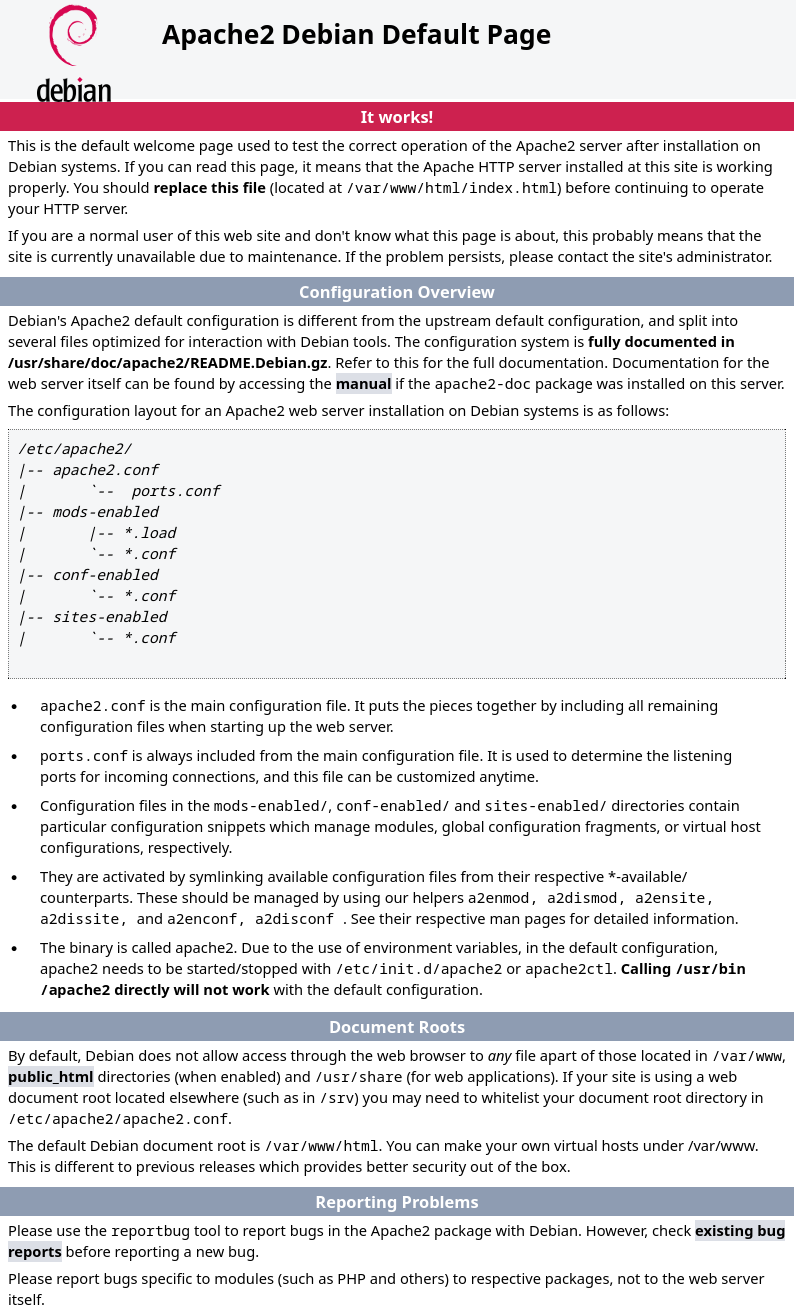 debian
Apache2 Debian Default Page
It works!
This is the default welcome page used to test the correct operation of the Apache2 server after installation on
Debian systems. If you can read this page, it means that the Apache HTTP server installed at this site is working
properly. You should replace this file (located at /var/www/html/index.html) before continuing to operate
your HTTP server.
If you are a normal user of this web site and don't know what this page is about, this probably means that the
site is currently unavailable due to maintenance. If the problem persists, please contact the site's administrator.
Configuration Overview
Debian's Apache2 default configuration is different from the upstream default configuration, and split into
several files optimized for interaction with Debian tools. The configuration system is fully documented in
/usr/share/doc/apache2/README.Debian.gz. Refer to this for the full documentation. Documentation for the
web server itself can be found by accessing the manual if the apache2-doc package was installed on this server.
The configuration layout for an Apache2 web server installation on Debian systems is as follows:
/etc/apache2/
|-- apache2.conf
|       `--  ports.conf
|-- mods-enabled
|       |-- *.load
|       `-- *.conf
|-- conf-enabled
|       `-- *.conf
|-- sites-enabled
|       `-- *.conf
• apache2.conf is the main configuration file. It puts the pieces together by including all remaining
configuration files when starting up the web server.
• ports.conf is always included from the main configuration file. It is used to determine the listening
ports for incoming connections, and this file can be customized anytime.
• Configuration files in the mods-enabled/, conf-enabled/ and sites-enabled/ directories contain
particular configuration snippets which manage modules, global configuration fragments, or virtual host
configurations, respectively.
• They are activated by symlinking available configuration files from their respective *-available/
counterparts. These should be managed by using our helpers a2enmod, a2dismod, a2ensite,
a2dissite, and a2enconf, a2disconf . See their respective man pages for detailed information.
• The binary is called apache2. Due to the use of environment variables, in the default configuration,
apache2 needs to be started/stopped with /etc/init.d/apache2 or apache2ctl. Calling /usr/bin
/apache2 directly will not work with the default configuration.
Document Roots
By default, Debian does not allow access through the web browser to any file apart of those located in /var/www,
public_html directories (when enabled) and /usr/share (for web applications). If your site is using a web
document root located elsewhere (such as in /srv) you may need to whitelist your document root directory in
/etc/apache2/apache2.conf.
The default Debian document root is /var/www/html. You can make your own virtual hosts under /var/www.
This is different to previous releases which provides better security out of the box.
Reporting Problems
Please use the reportbug tool to report bugs in the Apache2 package with Debian. However, check existing bug
reports before reporting a new bug.
Please report bugs specific to modules (such as PHP and others) to respective packages, not to the web server
itself.